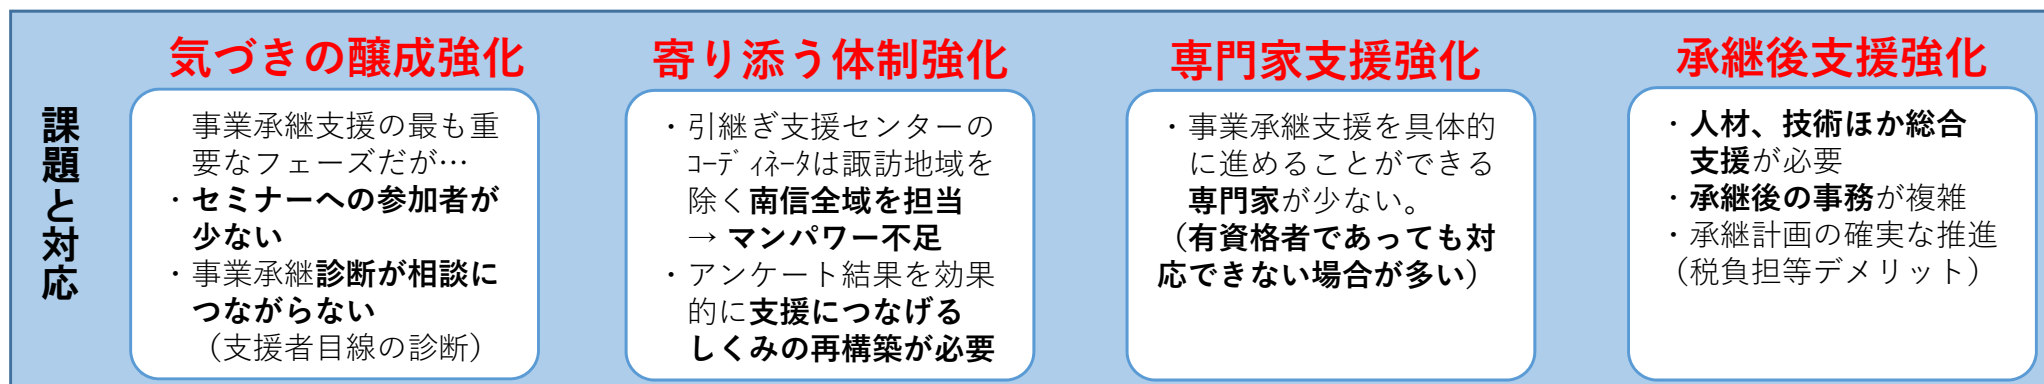 課題と対応
気づきの醸成強化
事業承継支援の最も重
要なフェーズだが…
・セミナーへの参加者が
少ない
・事業承継診断が相談に
つながらない
（支援者目線の診断）
寄り添う体制強化
・引継ぎ支援センターの
ｺｰﾃﾞｨﾈｰﾀは諏訪地域を
除く南信全域を担当
→ マンパワー不足
・アンケート結果を効果
的に支援につなげる
しくみの再構築が必要
専門家支援強化
・事業承継支援を具体的
に進めることができる
専門家が少ない。
（有資格者であっても対
応できない場合が多い）
承継後支援強化
・人材、技術ほか総合
支援が必要
・承継後の事務が複雑
・承継計画の確実な推進
（税負担等デメリット）